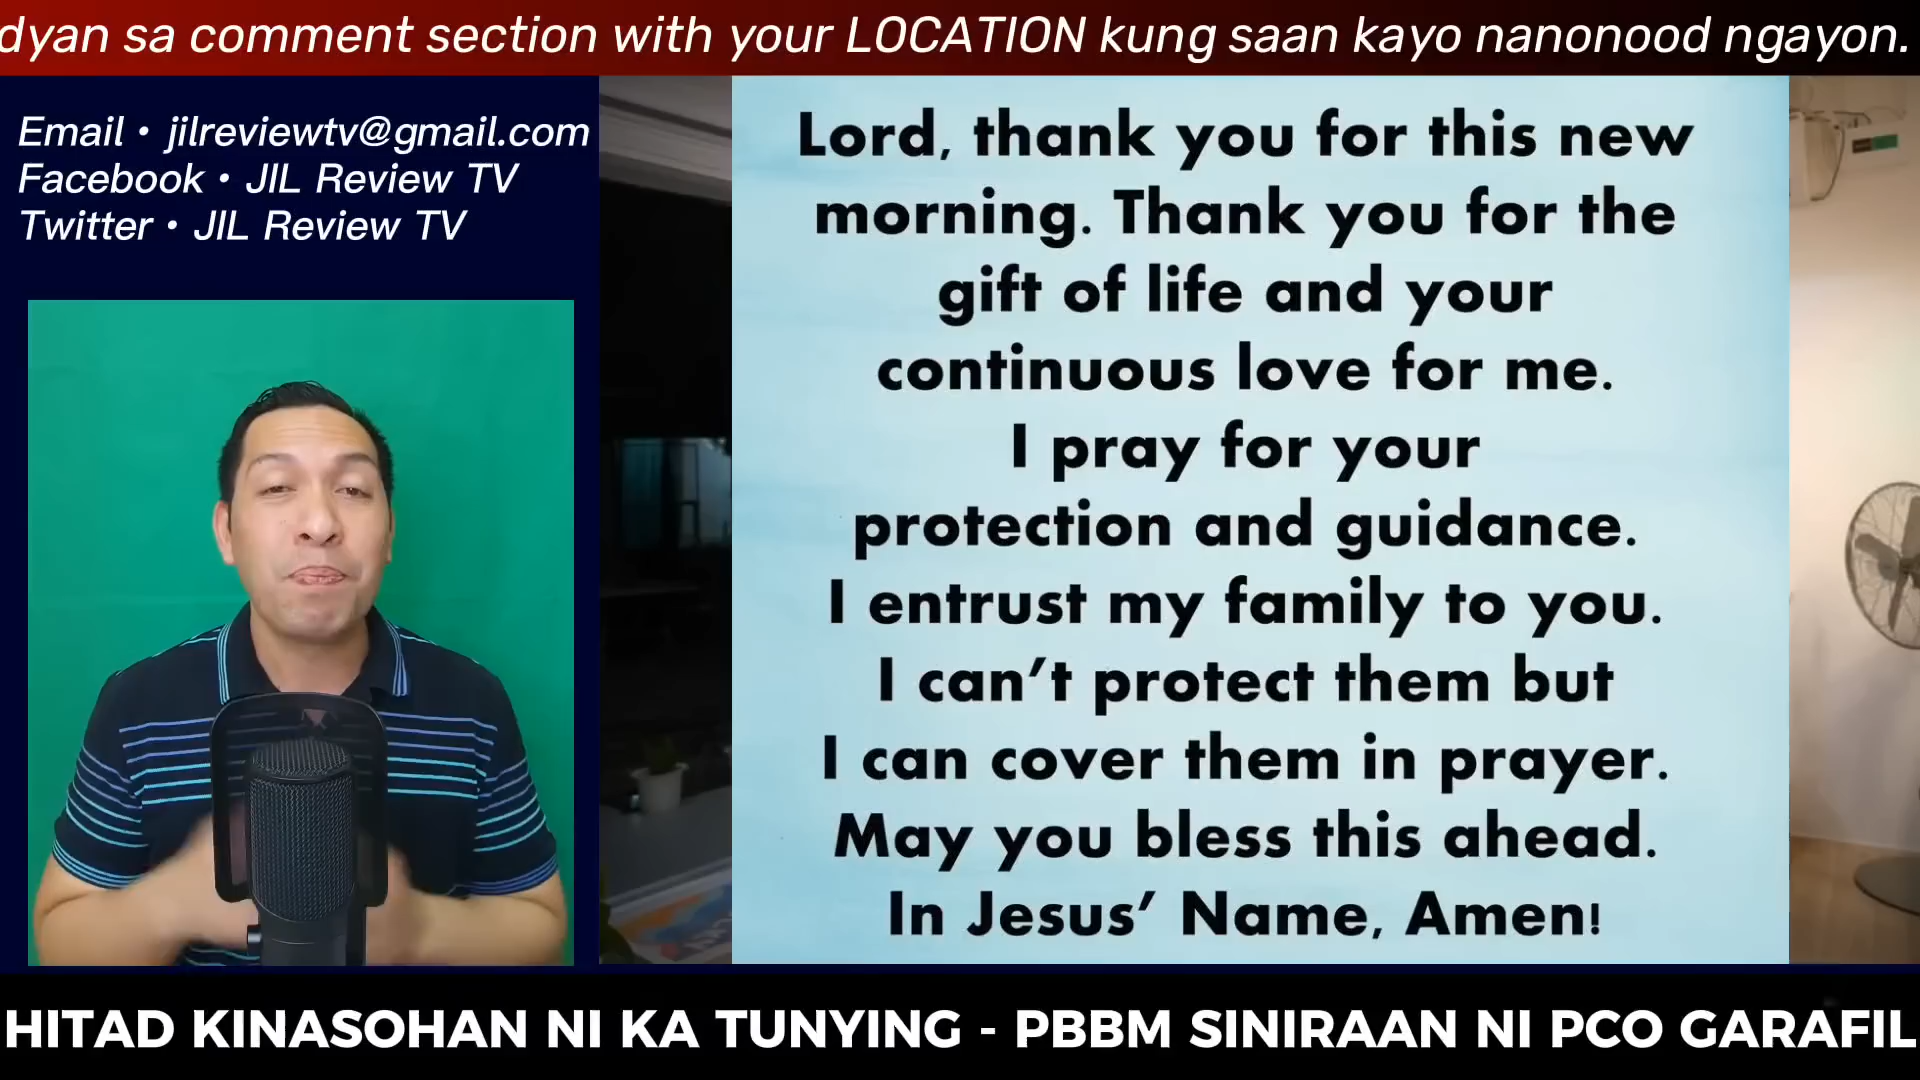 dyan sa comment section with your LOCATION kung saan kayo nanonood ngayon.
Email • jilreviewtv@gmail.com
Facebook • JIL Review TV
Twitter • JIL Review TV
Lord, thank you for this new
morning. Thank you for the
gift of life and your
continuous love for me.
I pray for your
protection and guidance.
I entrust my family to you.
I can't protect them but
I can cover them in prayer.
May you bless this ahead.
In Jesus' Name, Amen!
HITAD KINASOHAN NI KA TUNYING - PBBM SINIRAAN NI PCO GARAFIL